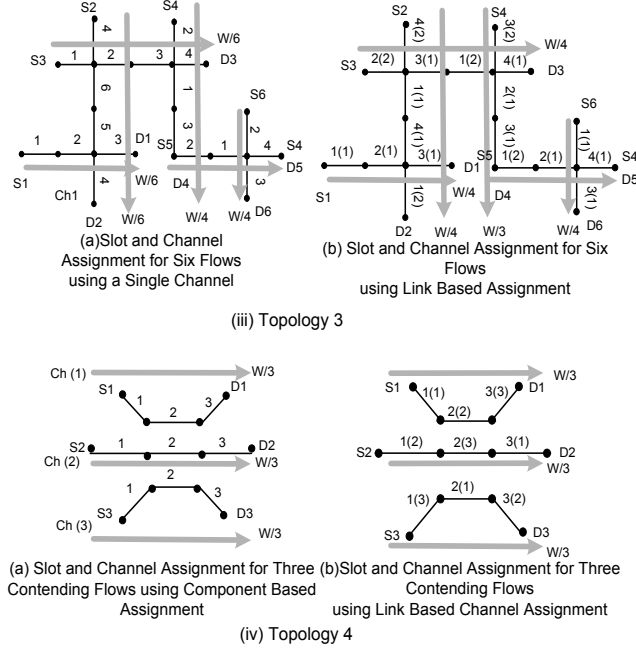 S2
S4
4
2
W/6
W/4
S3
1
2
3
4
D3
6
1
5
3
S6
2
1
2
3
D1
S5
2
1
4
S4
S1
W/6
D4
3
D5
Ch1
4
D2
W/6
W/4
W/4
D6
(a)Slot and Channel
Assignment for Six Flows
using a Single Channel
S2
S4
4(2)
3(2)
W/4
S3
2(2)
3(1)
1(2)
4(1)
D3
1(1)
2(1)
S6
4(1)
3(1)
1(1)
1(1)
2(1)
3(1)
D1
S5
1(2)
2(1)
4(1)
S4
S1
W/4
D5
1(2)
D4
3(1)
D2
W/4
W/3
W/4
D6
(b) Slot and Channel Assignment for Six
Flows
using Link Based Assignment
(iii) Topology 3
Ch (1)
W/3
S1
D1
1
2
3
S2
1
2
3
D2
Ch (2)
W/3
1
2
3
S3
D3
Ch (3)
W/3
(a) Slot and Channel Assignment for Three
Contending Flows using Component Based
Assignment
W/3
S1
D1
1(1)
2(2)
3(3)
S2
1(2)
2(3)
3(1)
D2
W/3
1(3)
2(1)
3(2)
S3
D3
W/3
(b)Slot and Channel Assignment for Three
Contending Flows
using Link Based Channel Assignment
(iv) Topology 4